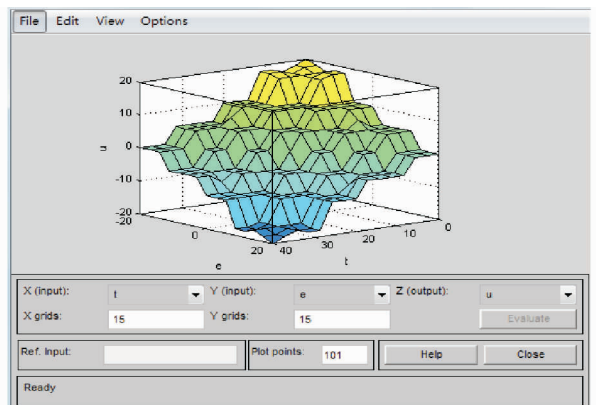 File Edit View Options
20
10
0
-10
-20
u
-20
0
20
e
40
30
20
10
0
t
X (input): t Y (input): e Z (output): u
X grids: 15 Y grids: 15 Evaluate
Ref. Input: Plot points: 101 Help Close
Ready